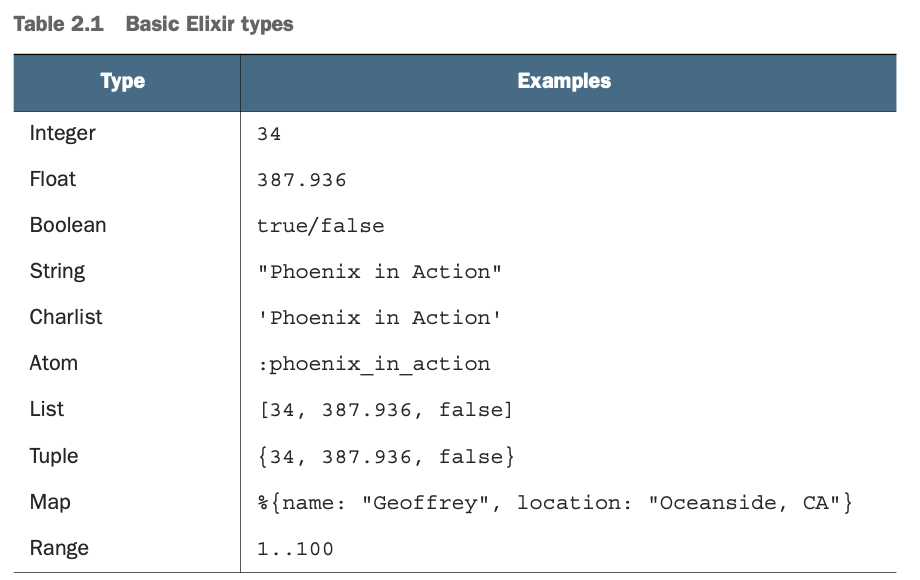 Table 2.1 Basic Elixir types
Type Examples
Integer 34
Float 387.936
Boolean true/false
String "Phoenix in Action"
Charlist 'Phoenix in Action'
Atom :phoenix_in_action
List [34, 387.936, false]
Tuple {34, 387.936, false}
Map %{name: "Geoffrey", location: "Oceanside, CA"}
Range 1..100